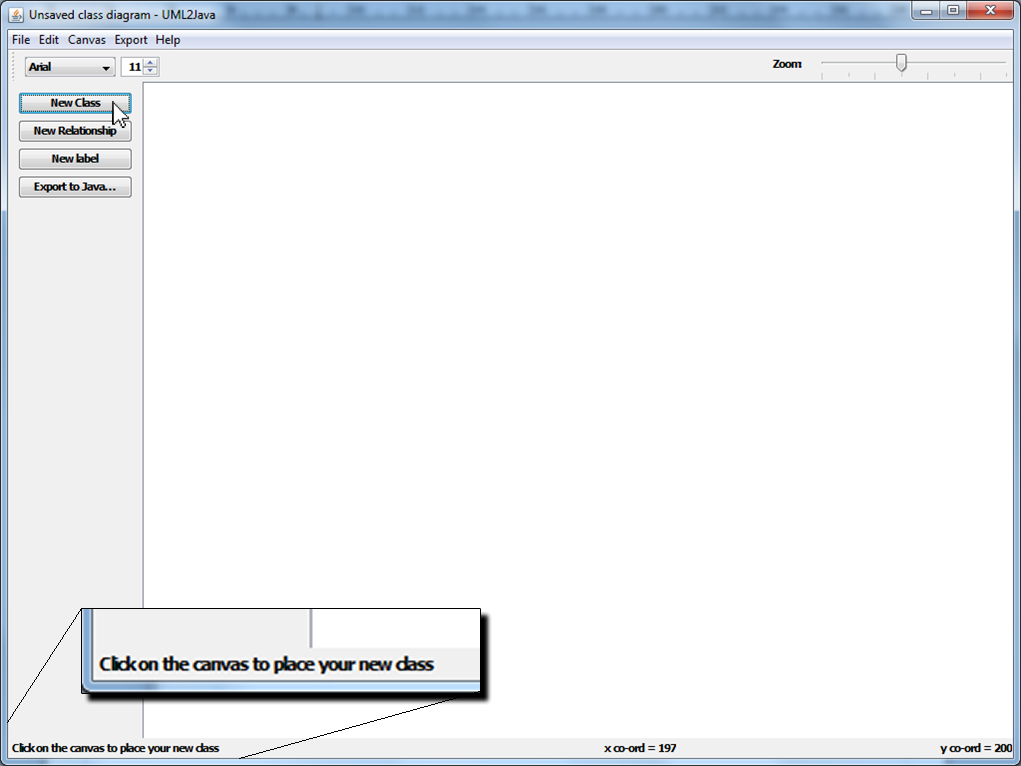 Unsaved class diagram - UML2Java
File Edit Canvas Export Help
Arial 11 Zoom
New Class
New Relationship
New label
Export to Java...
Click on the canvas to place your new class
Click on the canvas to place your new class x co-ord = 197 y co-ord = 200